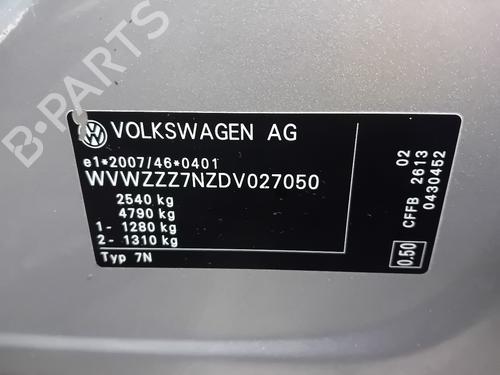 B-PARTS
VOLKSWAGEN AG
e1*2007/46*0401
WVWZZZ7NZDV027050
2540 kg
4790 kg
1- 1280 kg
2- 1310 kg
Typ 7N
02
CFFB 2613
0430452
0.50
B-PARTS